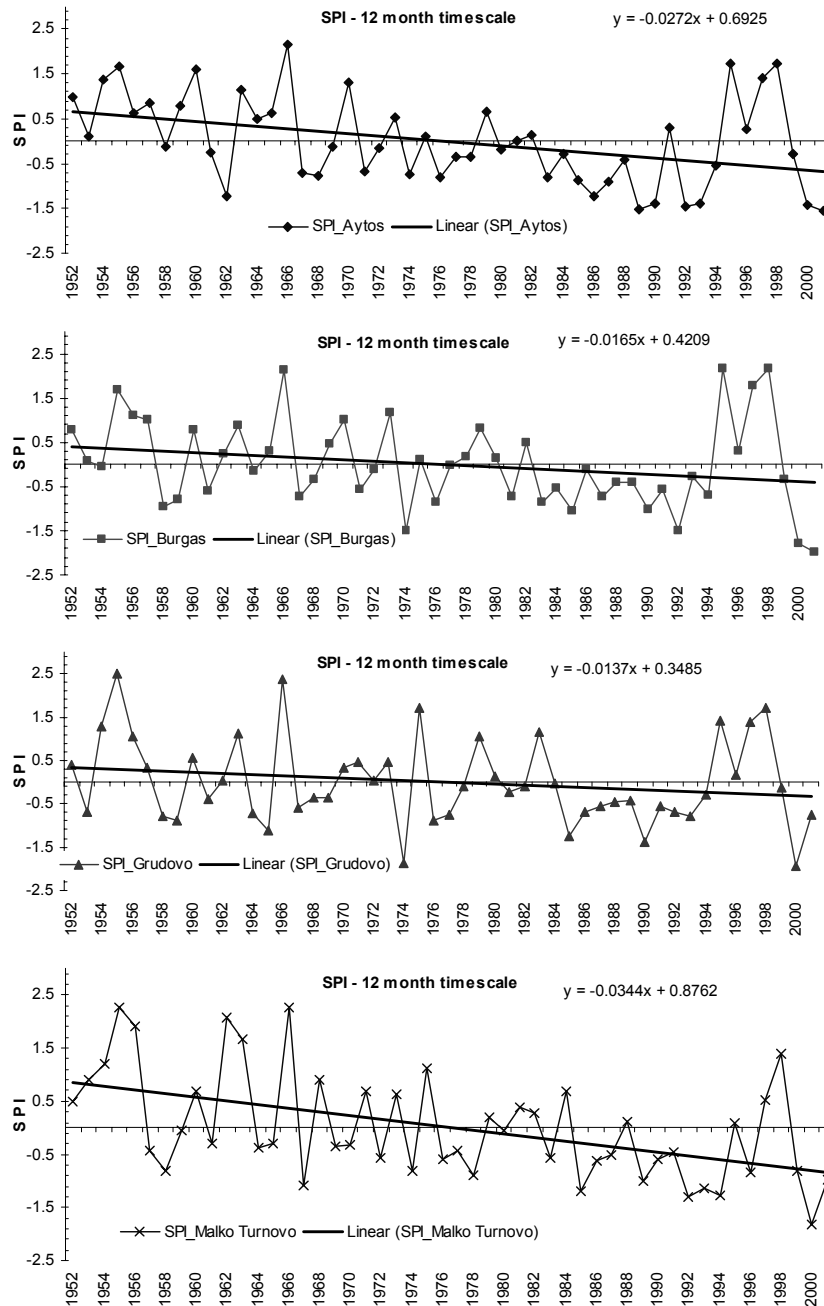 SPI - 12 month timescale
y = -0.0272x + 0.6925
2.5
1.5
0.5
-0.5
-1.5
-2.5
SPI
SPI_Aytos
Linear (SPI_Aytos)
1952 1954 1956 1958 1960 1962 1964 1966 1968 1970 1972 1974 1976 1978 1980 1982 1984 1986 1988 1990 1992 1994 1996 1998 2000
SPI - 12 month timescale
y = -0.0165x + 0.4209
2.5
1.5
0.5
-0.5
-1.5
-2.5
SPI
SPI_Burgas
Linear (SPI_Burgas)
1952 1954 1956 1958 1960 1962 1964 1966 1968 1970 1972 1974 1976 1978 1980 1982 1984 1986 1988 1990 1992 1994 1996 1998 2000
SPI - 12 month timescale
y = -0.0137x + 0.3485
2.5
1.5
0.5
-0.5
-1.5
-2.5
SPI
SPI_Grudovo
Linear (SPI_Grudovo)
1952 1954 1956 1958 1960 1962 1964 1966 1968 1970 1972 1974 1976 1978 1980 1982 1984 1986 1988 1990 1992 1994 1996 1998 2000
SPI - 12 month timescale
y = -0.0344x + 0.8762
2.5
1.5
0.5
-0.5
-1.5
-2.5
SPI
SPI_Malko Turnovo
Linear (SPI_Malko Turnovo)
1952 1954 1956 1958 1960 1962 1964 1966 1968 1970 1972 1974 1976 1978 1980 1982 1984 1986 1988 1990 1992 1994 1996 1998 2000